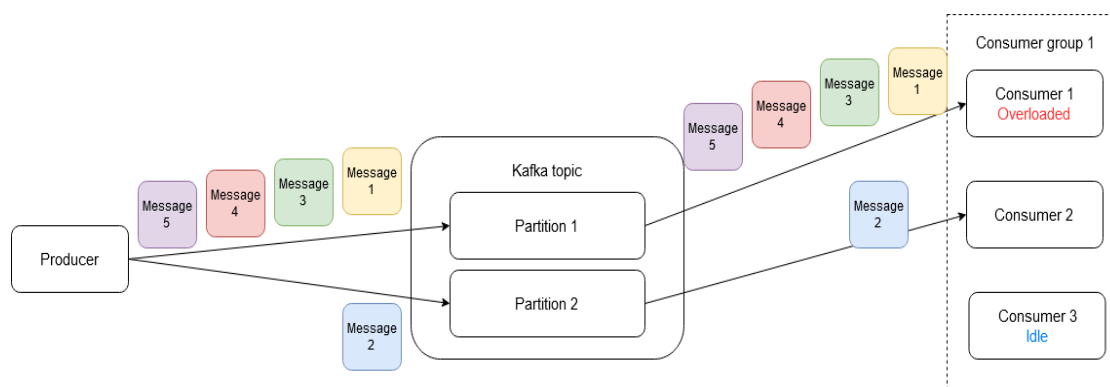 Consumer group 1
Message
1
Message
3
Message
4
Message
5
Consumer 1
Overloaded
Message
1
Message
3
Message
4
Message
5
Kafka topic
Partition 1
Message
2
Consumer 2
Producer
Partition 2
Message
2
Consumer 3
Idle